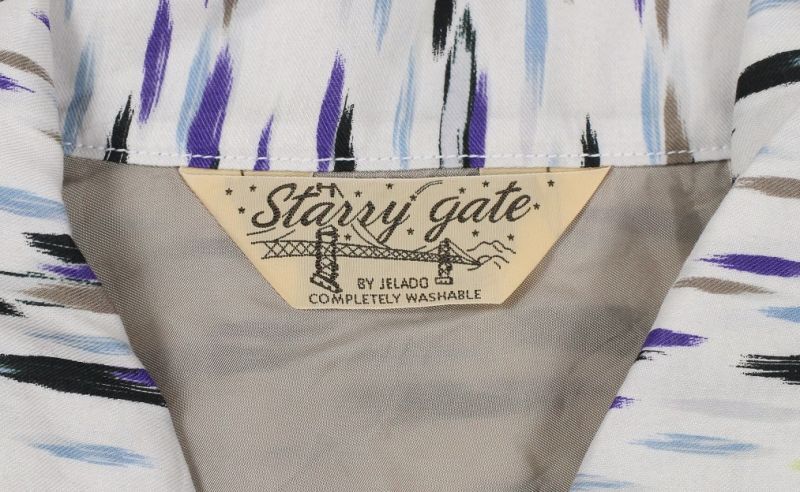 Starry gate
BY JELADO
COMPLETELY WASHABLE